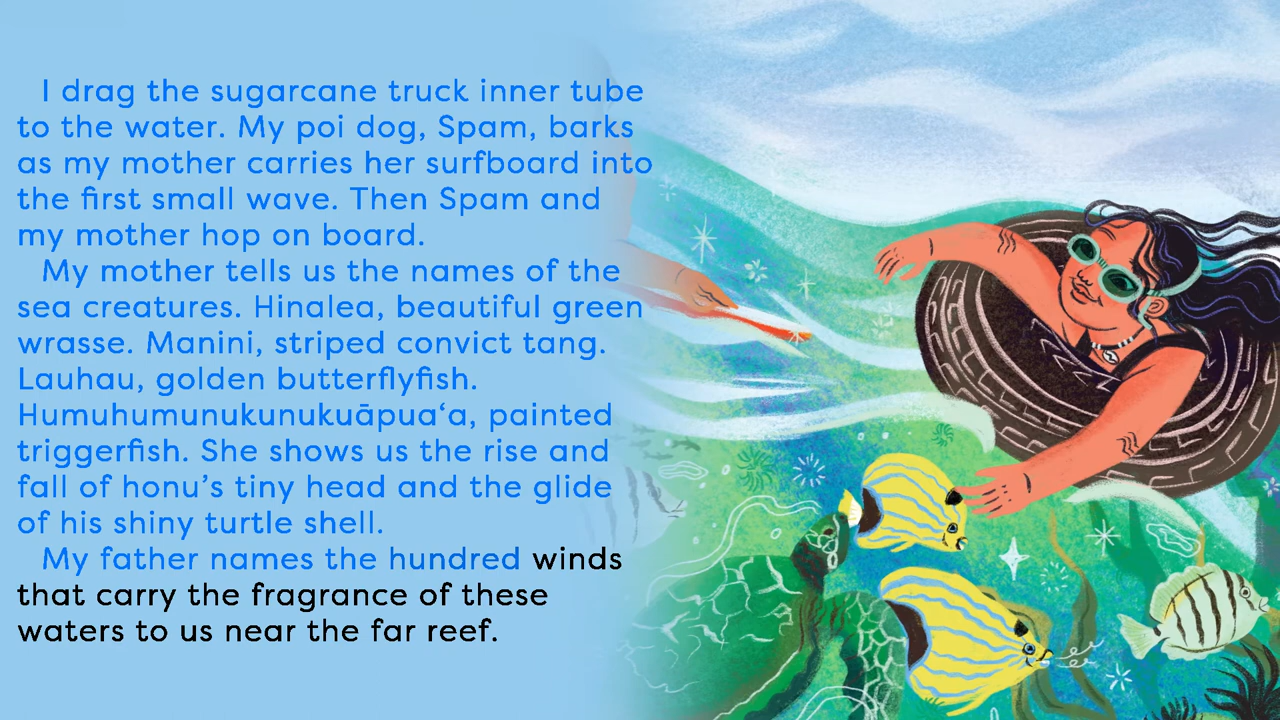 I drag the sugarcane truck inner tube
to the water. My poi dog, Spam, barks
as my mother carries her surfboard into
the first small wave. Then Spam and
my mother hop on board.
My mother tells us the names of the
sea creatures. Hinalea, beautiful green
wrasse. Manini, striped convict tang.
Lauhau, golden butterflyfish.
Humuhumunukunukuāpuaʻa, painted
triggerfish. She shows us the rise and
fall of honu’s tiny head and the glide
of his shiny turtle shell.
My father names the hundred winds
that carry the fragrance of these
waters to us near the far reef.